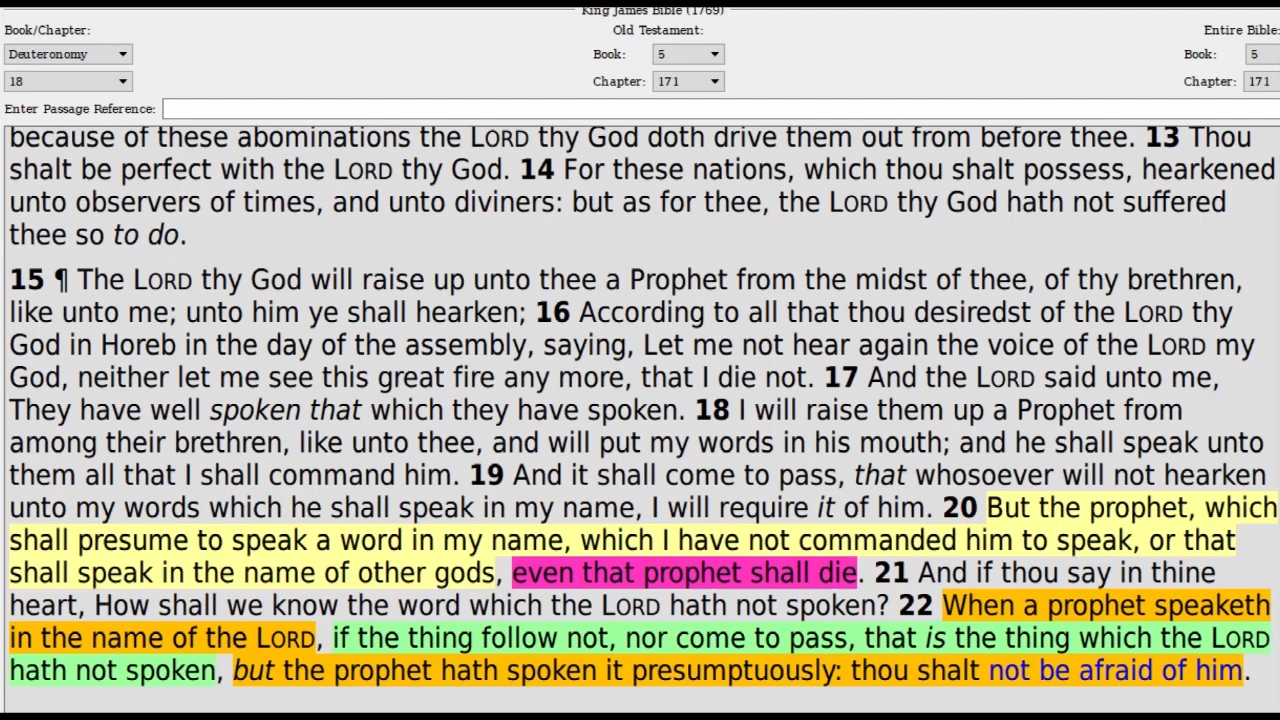 King James Bible (1769)
Book/Chapter:
Old Testament:
Entire Bible:
Deuteronomy
Book: 5
Book: 5
18
Chapter: 171
Chapter: 171
Enter Passage Reference:
because of these abominations the LORD thy God doth drive them out from before thee. 13 Thou
shalt be perfect with the LORD thy God. 14 For these nations, which thou shalt possess, hearkened
unto observers of times, and unto diviners: but as for thee, the LORD thy God hath not suffered
thee so to do.
15 ¶ The LORD thy God will raise up unto thee a Prophet from the midst of thee, of thy brethren,
like unto me; unto him ye shall hearken; 16 According to all that thou desiredst of the LORD thy
God in Horeb in the day of the assembly, saying, Let me not hear again the voice of the LORD my
God, neither let me see this great fire any more, that I die not. 17 And the LORD said unto me,
They have well spoken that which they have spoken. 18 I will raise them up a Prophet from
among their brethren, like unto thee, and will put my words in his mouth; and he shall speak unto
them all that I shall command him. 19 And it shall come to pass, that whosoever will not hearken
unto my words which he shall speak in my name, I will require it of him. 20 But the prophet, which
shall presume to speak a word in my name, which I have not commanded him to speak, or that
shall speak in the name of other gods, even that prophet shall die. 21 And if thou say in thine
heart, How shall we know the word which the LORD hath not spoken? 22 When a prophet speaketh
in the name of the LORD, if the thing follow not, nor come to pass, that is the thing which the LORD
hath not spoken, but the prophet hath spoken it presumptuously: thou shalt not be afraid of him.